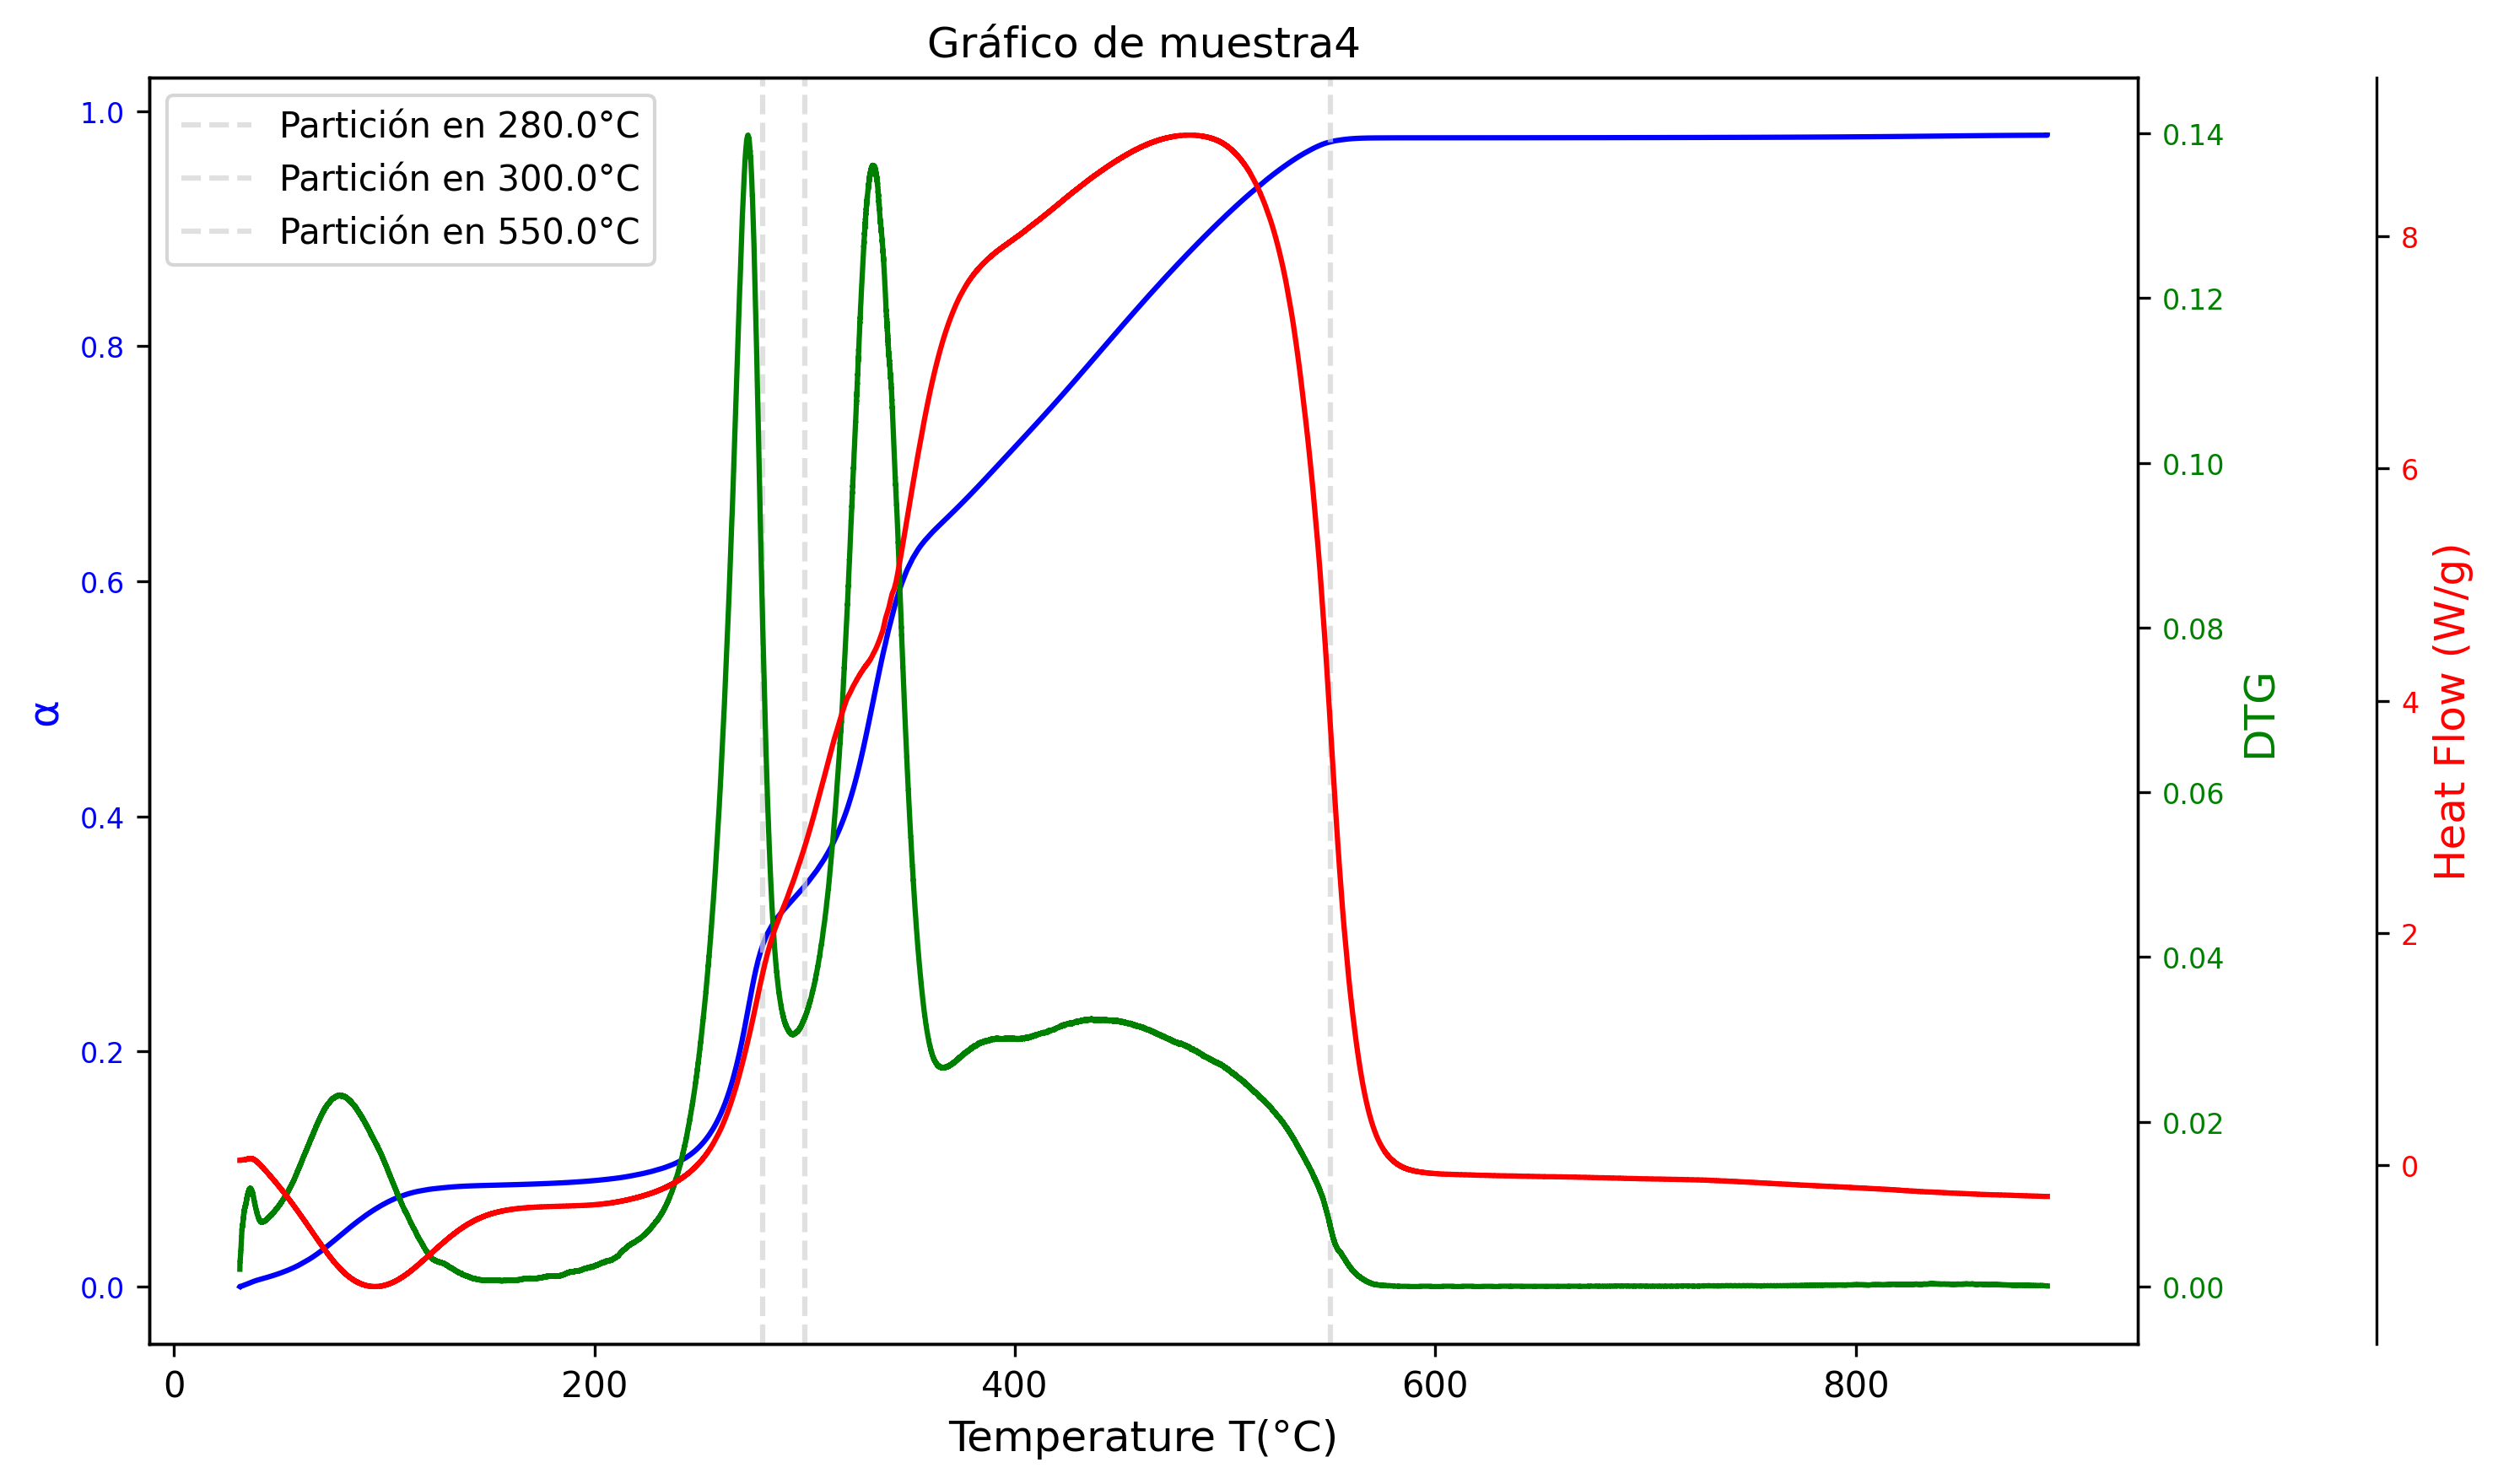 Gráfico de muestra4
Partición en 280.0°C
Partición en 300.0°C
Partición en 550.0°C
1.0
0.8
0.6
0.4
0.2
0.0
α
0.14
0.12
0.10
0.08
0.06
0.04
0.02
0.00
DTG
8
6
4
2
0
Heat Flow (W/g)
0 200 400 600 800
Temperature T(°C)